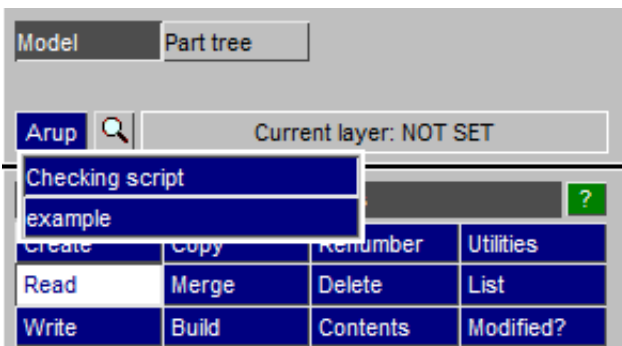 Model Part tree
Arup Current layer: NOT SET
Checking script
?
example
Create Copy Renumber Utilities
Read Merge Delete List
Write Build Contents Modified?